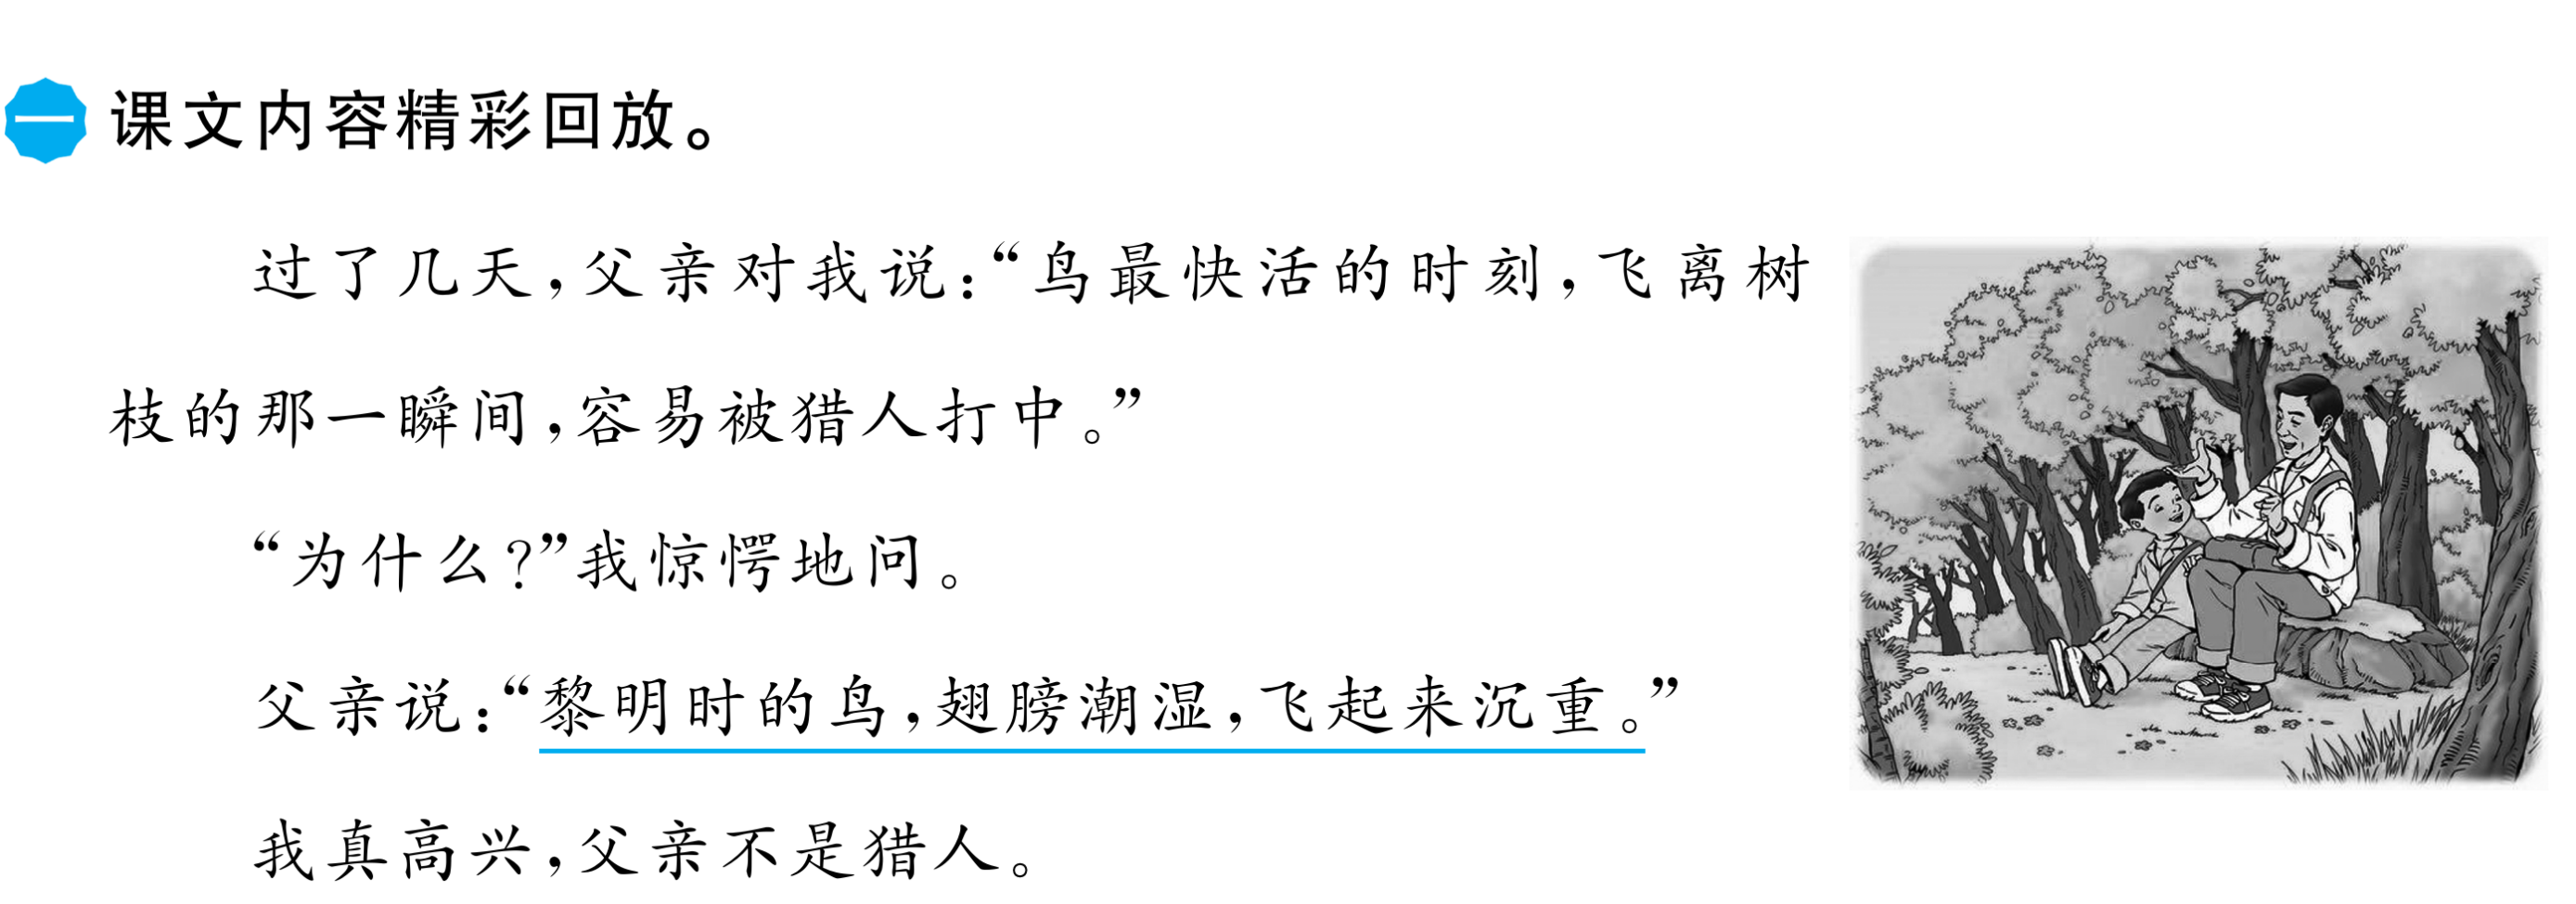 一 课文内容精彩回放。
过了几天，父亲对我说：“鸟最快活的时刻，飞离树
枝的那一瞬间，容易被猎人打中。”
“为什么？”我惊愕地问。
父亲说：“黎明时的鸟，翅膀潮湿，飞起来沉重。”
我真高兴，父亲不是猎人。